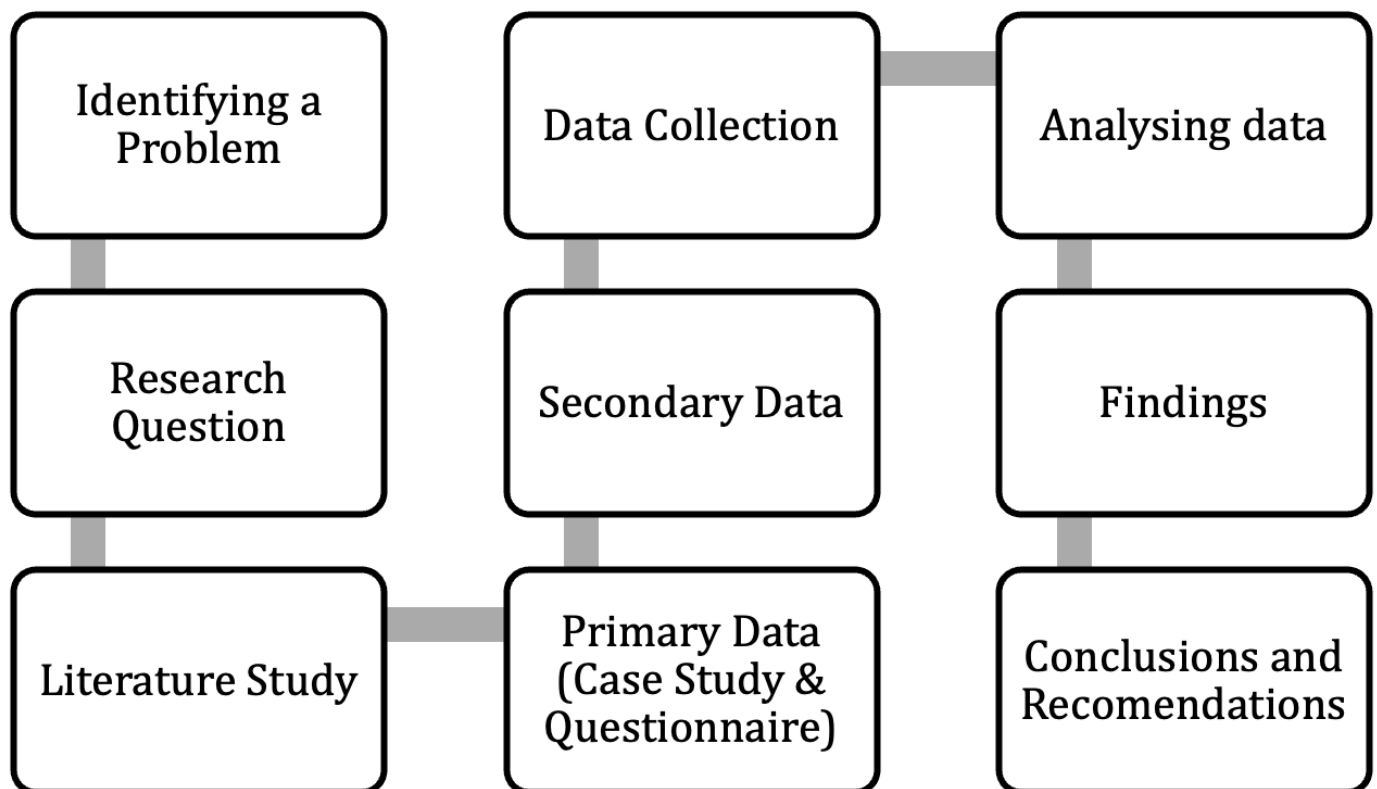 Identifying a
Problem
Research
Question
Literature Study
Primary Data
(Case Study &
Questionnaire)
Secondary Data
Data Collection
Analysing data
Findings
Conclusions and
Recomendations